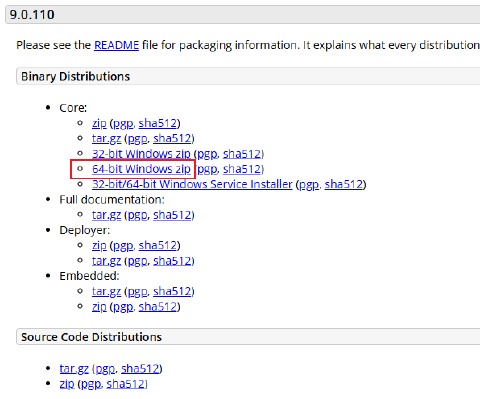 9.0.110
Please see the README file for packaging information. It explains what every distribution
Binary Distributions
Core:
zip (pgp, sha512)
tar.gz (pgp, sha512)
32-bit Windows zip (pgp, sha512)
64-bit Windows zip (pgp, sha512)
32-bit/64-bit Windows Service Installer (pgp, sha512)
Full documentation:
tar.gz (pgp, sha512)
Deployer:
zip (pgp, sha512)
tar.gz (pgp, sha512)
Embedded:
tar.gz (pgp, sha512)
zip (pgp, sha512)
Source Code Distributions
tar.gz (pgp, sha512)
zip (pgp, sha512)